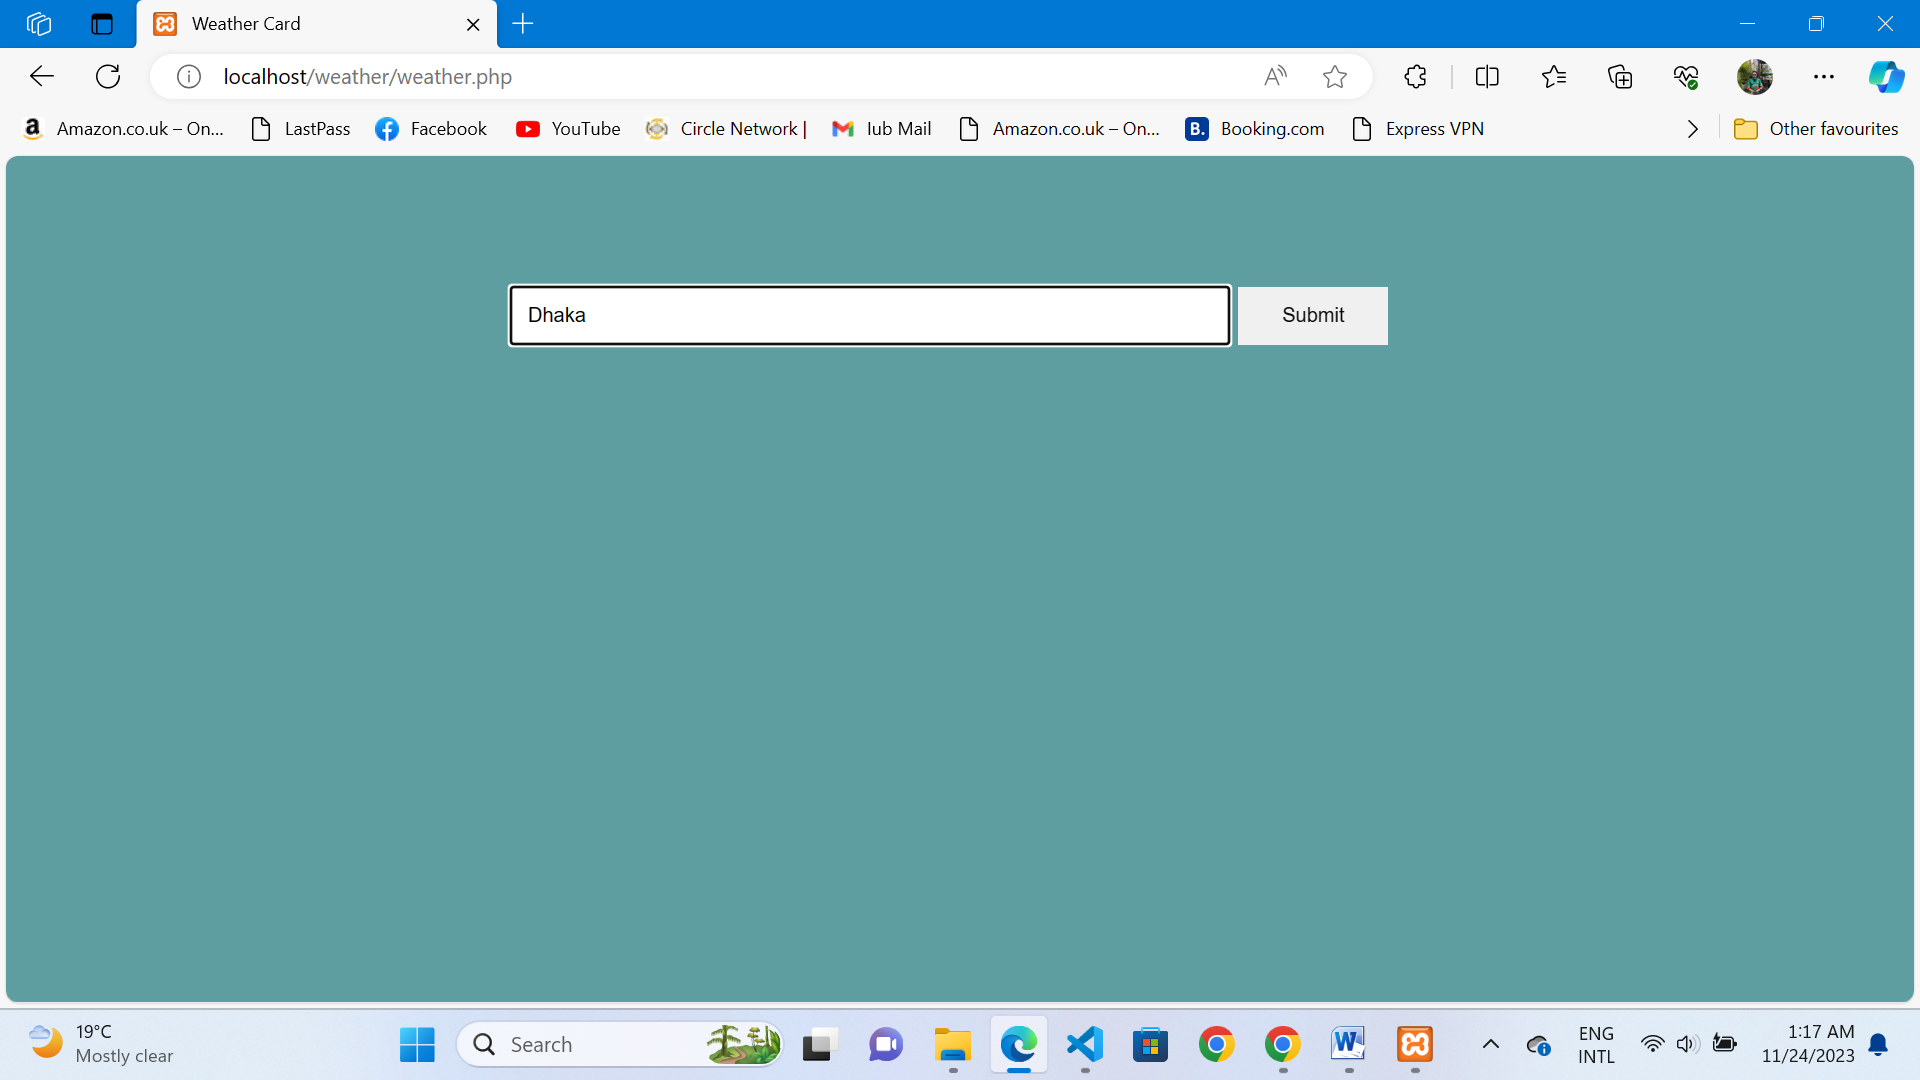 Weather Card
localhost/weather/weather.php
Amazon.co.uk – On...
LastPass
Facebook
YouTube
Circle Network |
Iub Mail
Amazon.co.uk – On...
B. Booking.com
Express VPN
Other favourites
Dhaka
Submit
19°C
Mostly clear
Search
ENG
INTL
1:17 AM
11/24/2023